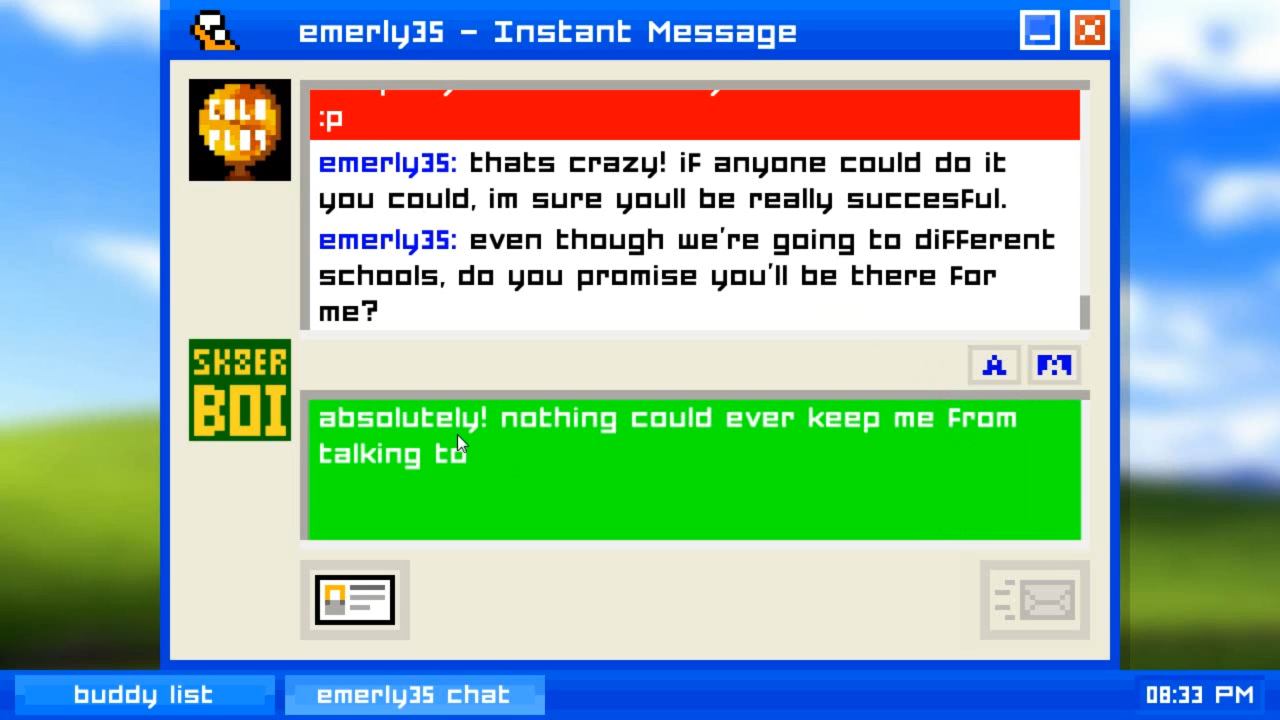 emerly35 - Instant Message
COLD
PLAY
:p
emerly35: thats crazy! if anyone could do it
you could, im sure youll be really succesful.
emerly35: even though we're going to different
schools, do you promise you'll be there for
me?
SK8ER
BOI
A
absolutely! nothing could ever keep me from
talking to
buddy list
emerly35 chat
08:33 PM